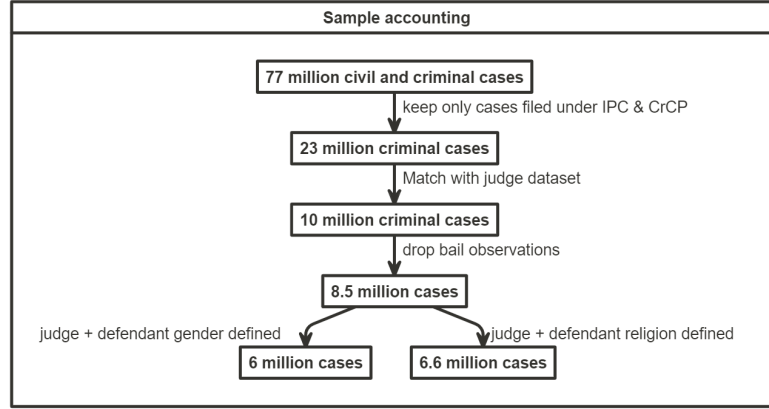 Sample accounting
77 million civil and criminal cases
keep only cases filed under IPC & CrCP
23 million criminal cases
Match with judge dataset
10 million criminal cases
drop bail observations
8.5 million cases
judge + defendant gender defined
judge + defendant religion defined
6 million cases
6.6 million cases